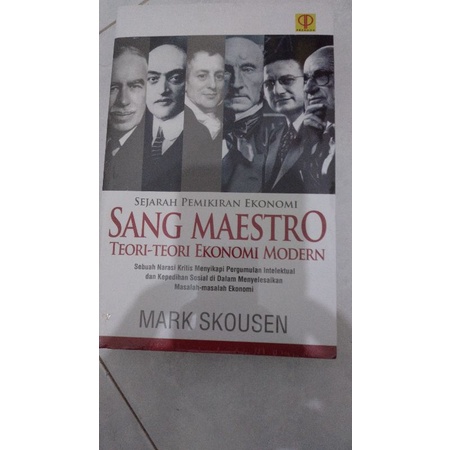 SEJARAH PEMIKIRAN EKONOMI
SANG MAESTRO
TEORI-TEORI EKONOMI MODERN
Sebuah Narasi Kritis Menyikapi Pergumulan Intelektual
dan Kepedihan Sosial di Dalam Menyelesaikan
Masalah-masalah Ekonomi
MARK SKOUSEN